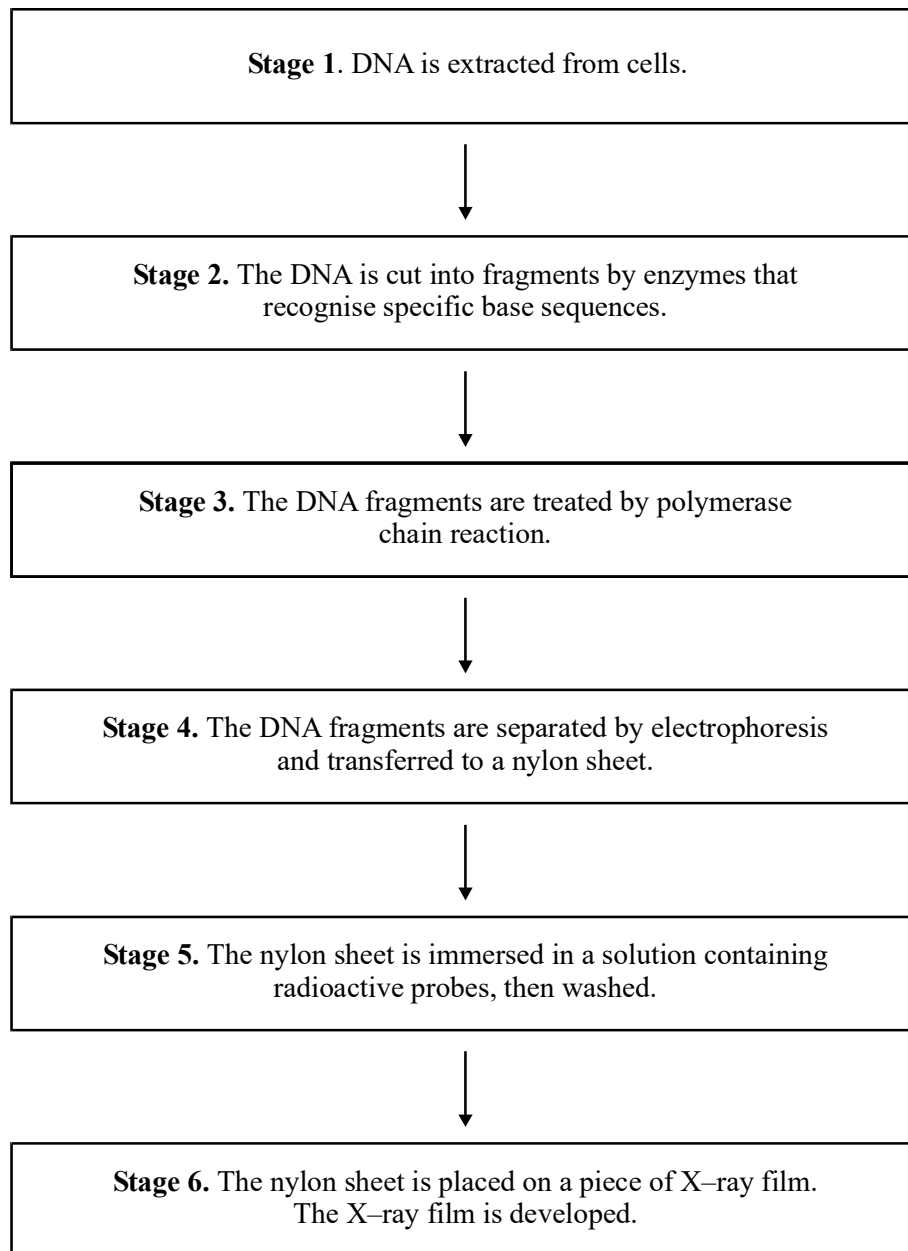 Stage 1. DNA is extracted from cells.
Stage 2. The DNA is cut into fragments by enzymes that
recognise specific base sequences.
Stage 3. The DNA fragments are treated by polymerase
chain reaction.
Stage 4. The DNA fragments are separated by electrophoresis
and transferred to a nylon sheet.
Stage 5. The nylon sheet is immersed in a solution containing
radioactive probes, then washed.
Stage 6. The nylon sheet is placed on a piece of X–ray film.
The X–ray film is developed.